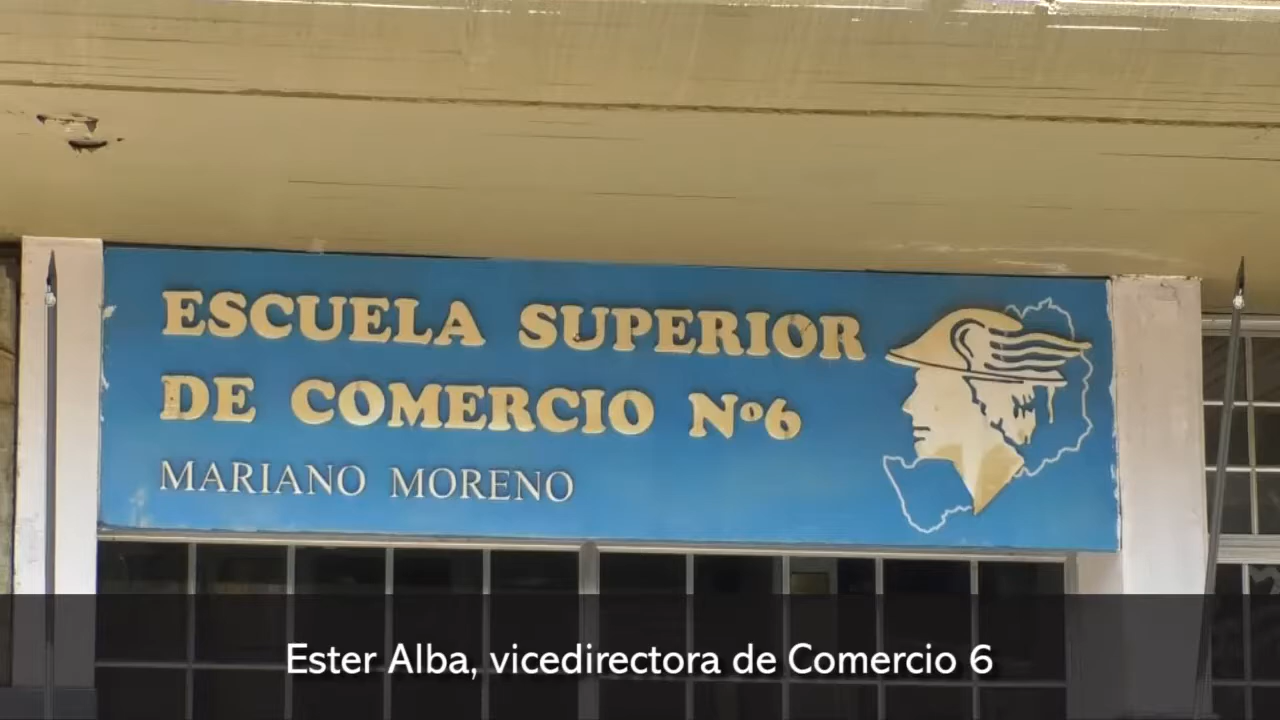 ESCUELA SUPERIOR
DE COMERCIO Nº6
MARIANO MORENO
Ester Alba, vicedirectora de Comercio 6